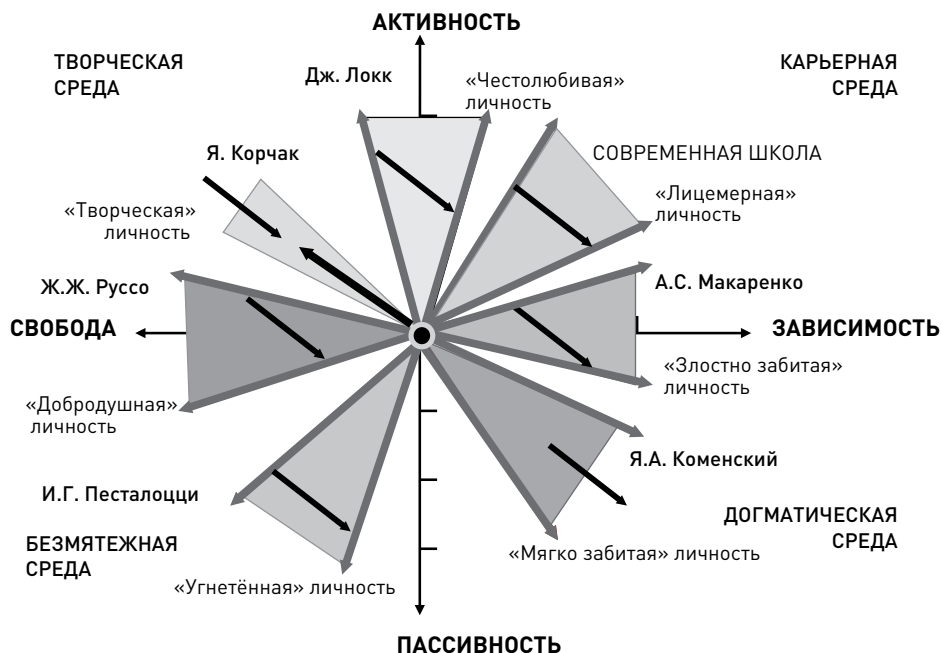 АКТИВНОСТЬ
ТВОРЧЕСКАЯ
СРЕДА
Дж. Локк
«Честолюбивая»
личность
КАРЬЕРНАЯ
СРЕДА
Я. Корчак
СОВРЕМЕННАЯ ШКОЛА
«Творческая»
личность
«Лицемерная»
личность
Ж.Ж. Руссо
А.С. Макаренко
СВОБОДА
ЗАВИСИМОСТЬ
«Добродушная»
личность
«Злостно забитая»
личность
И.Г. Песталоцци
Я.А. Коменский
БЕЗМЯТЕЖНАЯ
СРЕДА
ДОГМАТИЧЕСКАЯ
СРЕДА
«Угнетённая» личность
«Мягко забитая» личность
ПАССИВНОСТЬ